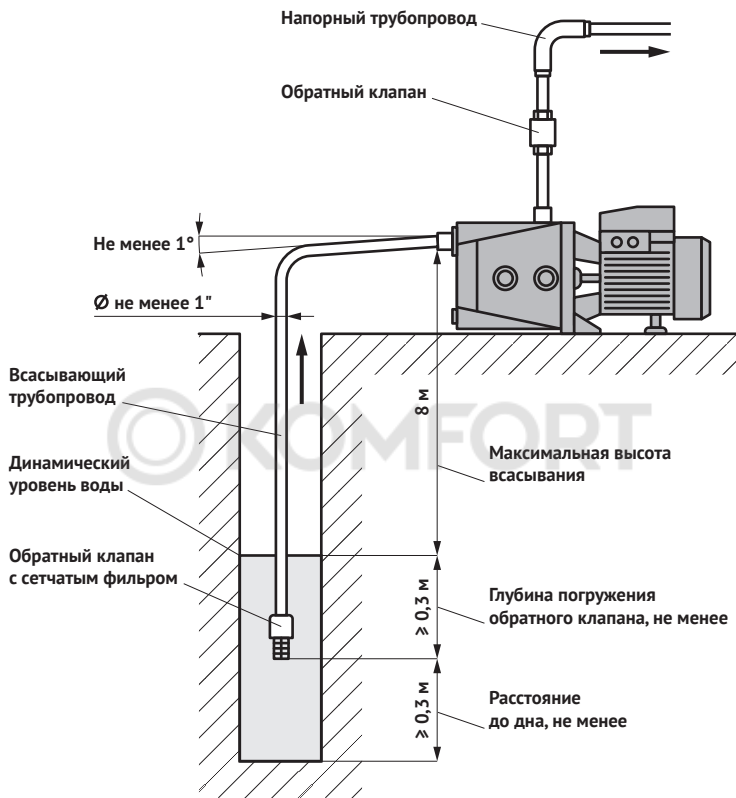 Напорный трубопровод
Обратный клапан
Не менее 1°
Ø не менее 1"
Всасывающий
трубопровод
8 м
KOMFORT
Максимальная высота
всасывания
Динамический
уровень воды
Обратный клапан
с сетчатым фильром
⩾ 0,3 м
Глубина погружения
обратного клапана, не менее
⩾ 0,3 м
Расстояние
до дна, не менее